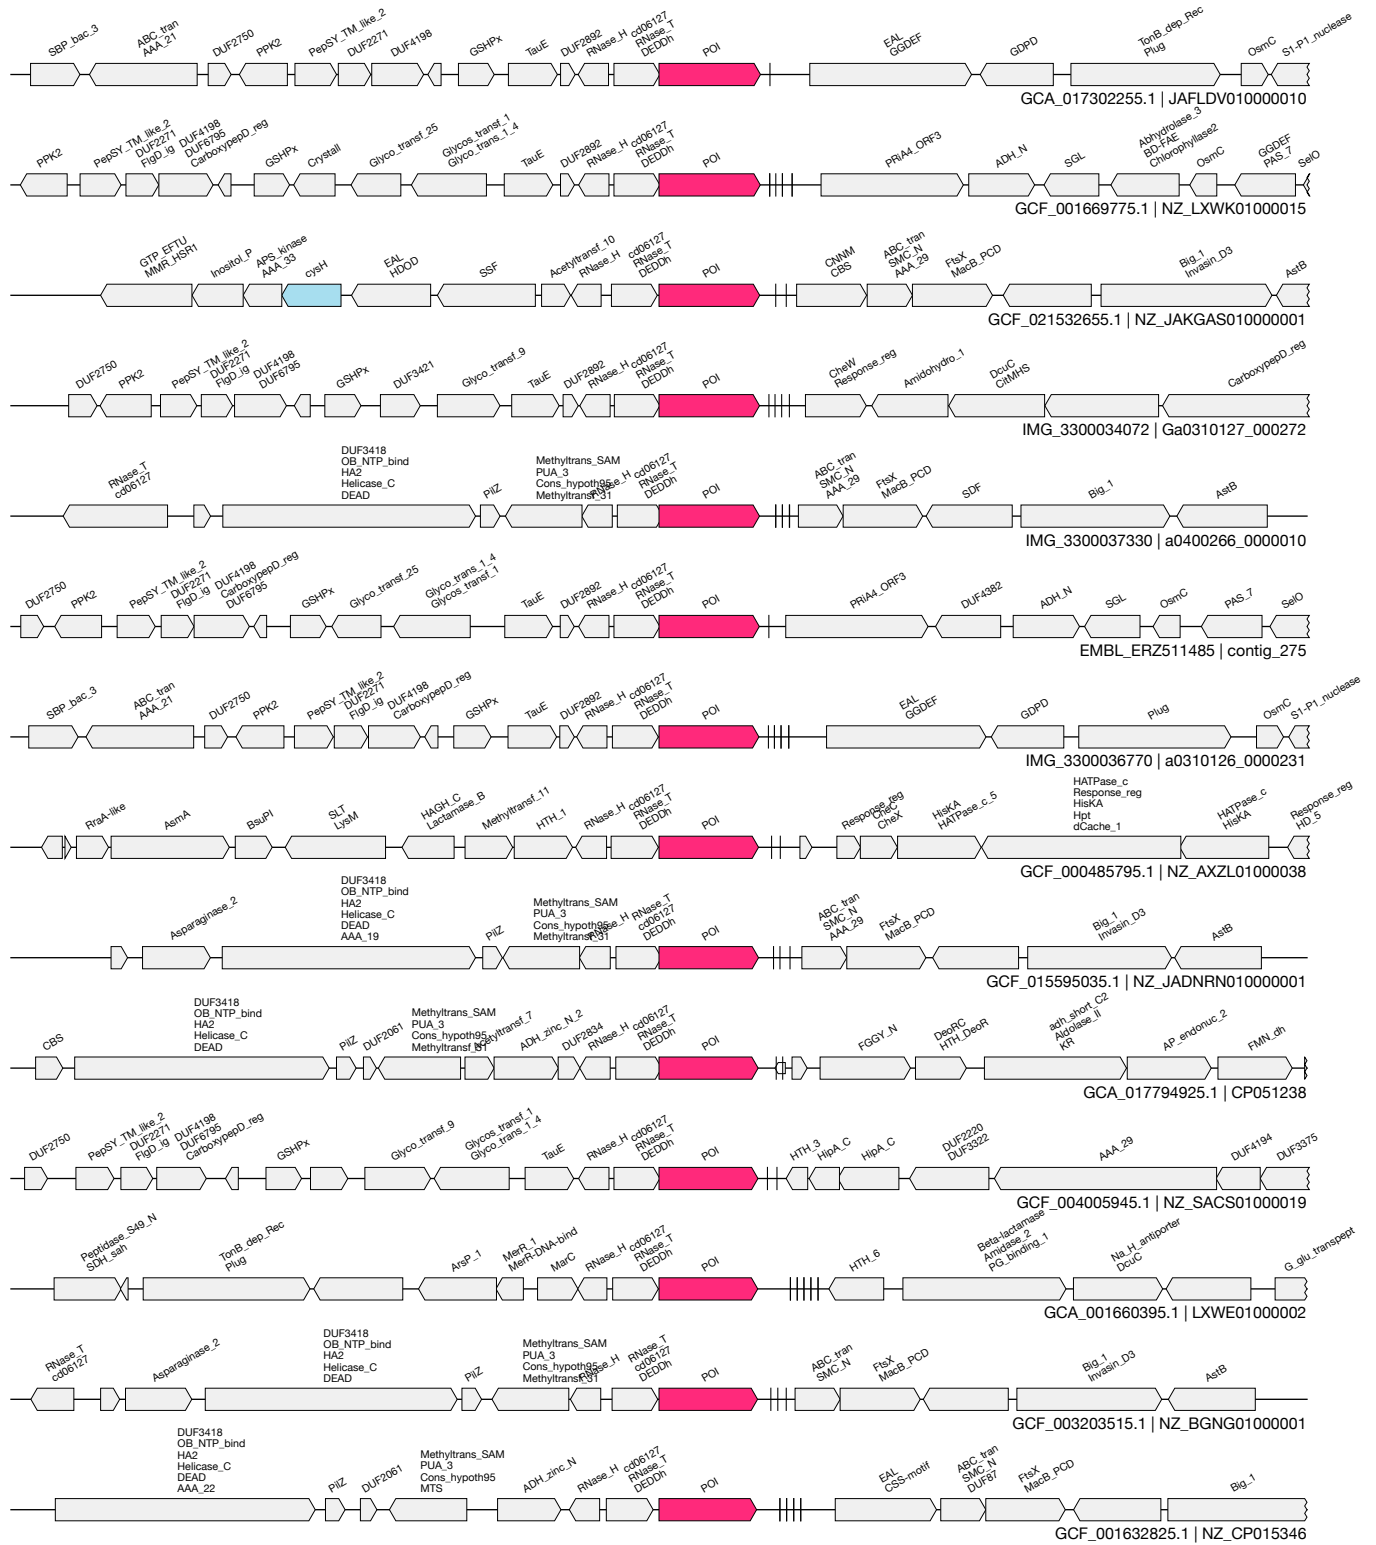 SBP_bac_3
ABC_tran
AAA_21
DUF2750
PPK2
PepSY_TM_like_2
DUF2271
DUF4198
GSHPx
TauE
DUF2892
RNase_H
cd06127
RNase_T
DEDDh
POI
EAL
GGDEF
GDPD
TonB_dep_Rec
Plug
OsmC
S1-P1_nuclease
GCA_017302255.1 | JAFLDV010000010
PPK2
PepSY_TM_like_2
DUF2271
FlgD_ig
DUF4198
DUF6795
CarboxypepD_reg
GSHPx
Crystall
Glyco_transf_25
Glycos_transf_1
Glyco_trans_1_4
TauE
DUF2892
RNase_H
cd06127
RNase_T
DEDDh
POI
PRiA4_ORF3
ADH_N
SGL
Abhydrolase_3
BD-FAE
Chlorophyllase2
OsmC
GGDEF
PAS_7
SelO
GCF_001669775.1 | NZ_LXWK01000015
GTP_EFTU
MMR_HSR1
Inositol_P
APS_kinase
AAA_33
cysH
EAL
HDOD
SSF
Acetyltransf_10
RNase_H
cd06127
RNase_T
DEDDh
POI
CNNM
CBS
ABC_tran
SMC_N
AAA_29
FtsX
MacB_PCD
Big_1
Invasin_D3
AstB
GCF_021532655.1 | NZ_JAKGAS010000001
DUF2750
PPK2
PepSY_TM_like_2
DUF2271
FlgD_ig
DUF4198
DUF6795
GSHPx
DUF3421
Glyco_transf_9
TauE
DUF2892
RNase_H
cd06127
RNase_T
DEDDh
POI
CheW
Response_reg
Amidohydro_1
DcuC
CitMHS
CarboxypepD_reg
IMG_3300034072 | Ga0310127_000272
RNase_T
cd06127
DUF3418
OB_NTP_bind
HA2
Helicase_C
DEAD
PilZ
Methyltrans_SAM
PUA_3
Cons_hypoth95
Methyltransf_31
RNase_H
cd06127
RNase_T
DEDDh
POI
ABC_tran
SMC_N
AAA_29
FtsX
MacB_PCD
SDF
Big_1
AstB
IMG_3300037330 | a0400266_0000010
DUF2750
PPK2
PepSY_TM_like_2
DUF2271
FlgD_ig
DUF4198
CarboxypepD_reg
DUF6795
GSHPx
Glyco_transf_25
Glyco_trans_1_4
Glycos_transf_1
TauE
DUF2892
RNase_H
cd06127
RNase_T
DEDDh
POI
PRiA4_ORF3
DUF4382
ADH_N
SGL
OsmC
PAS_7
SelO
EMBL_ERZ511485 | contig_275
SBP_bac_3
ABC_tran
AAA_21
DUF2750
PPK2
PepSY_TM_like_2
DUF2271
FlgD_ig
DUF4198
CarboxypepD_reg
GSHPx
TauE
DUF2892
RNase_H
cd06127
RNase_T
DEDDh
POI
EAL
GGDEF
GDPD
Plug
OsmC
S1-P1_nuclease
IMG_3300036770 | a0310126_0000231
RraA-like
AsmA
BsuPI
SLT
LysM
HAGH_C
Lactamase_B
Methyltransf_11
HTH_1
RNase_H
cd06127
RNase_T
DEDDh
POI
Response_reg
CheC
CheX
HisKA
HATPase_c_5
HATPase_c
Response_reg
HisKA
Hpt
dCache_1
HATPase_c
HisKA
Response_reg
HD_5
GCF_000485795.1 | NZ_AXZL01000038
Asparaginase_2
DUF3418
OB_NTP_bind
HA2
Helicase_C
DEAD
AAA_19
PilZ
Methyltrans_SAM
PUA_3
Cons_hypoth95
Methyltransf_31
RNase_H
RNase_T
cd06127
DEDDh
POI
ABC_tran
SMC_N
AAA_29
FtsX
MacB_PCD
Big_1
Invasin_D3
AstB
GCF_015595035.1 | NZ_JADNRN010000001
CBS
DUF3418
OB_NTP_bind
HA2
Helicase_C
DEAD
PilZ
DUF2061
Methyltrans_SAM
PUA_3
Cons_hypoth95
Methyltransf_31
Acetyltransf_7
ADH_zinc_N_2
DUF2834
RNase_H
cd06127
RNase_T
DEDDh
POI
FGGY_N
DeoRC
HTH_DeoR
adh_short_C2
Aldolase_II
KR
AP_endonuc_2
FMN_dh
GCA_017794925.1 | CP051238
DUF2750
PepSY_TM_like_2
DUF2271
FlgD_ig
DUF4198
DUF6795
CarboxypepD_reg
GSHPx
Glyco_transf_9
Glycos_transf_1
Glyco_trans_1_4
TauE
RNase_H
cd06127
RNase_T
DEDDh
POI
HTH_3
HipA_C
HipA_C
DUF2220
DUF3322
AAA_29
DUF4194
DUF3375
GCF_004005945.1 | NZ_SACS01000019
Peptidase_S49_N
SDH_sah
TonB_dep_Rec
Plug
ArsP_1
MerR_1
MerR-DNA-bind
MarC
RNase_H
cd06127
RNase_T
DEDDh
POI
HTH_6
Beta-lactamase
Amidase_2
PG_binding_1
Na_H_antiporter
DcuC
G_glu_transpept
GCA_001660395.1 | LXWE01000002
RNase_T
cd06127
Asparaginase_2
DUF3418
OB_NTP_bind
HA2
Helicase_C
DEAD
PilZ
Methyltrans_SAM
PUA_3
Cons_hypoth95
Methyltransf_31
RNase_H
RNase_T
cd06127
DEDDh
POI
ABC_tran
SMC_N
FtsX
MacB_PCD
Big_1
Invasin_D3
AstB
GCF_003203515.1 | NZ_BGNG01000001
DUF3418
OB_NTP_bind
HA2
Helicase_C
DEAD
AAA_22
PilZ
DUF2061
Methyltrans_SAM
PUA_3
Cons_hypoth95
MTS
ADH_zinc_N
RNase_H
cd06127
RNase_T
DEDDh
POI
EAL
CSS-motif
ABC_tran
SMC_N
DUF87
FtsX
MacB_PCD
Big_1
GCF_001632825.1 | NZ_CP015346